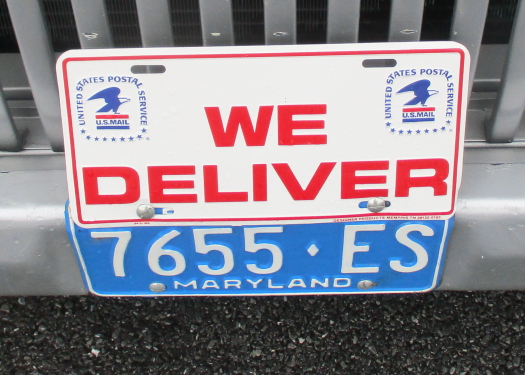 UNITED STATES POSTAL SERVICE
U.S.MAIL
UNITED STATES POSTAL SERVICE
U.S.MAIL
WE
DELIVER
7655·ES
MARYLAND